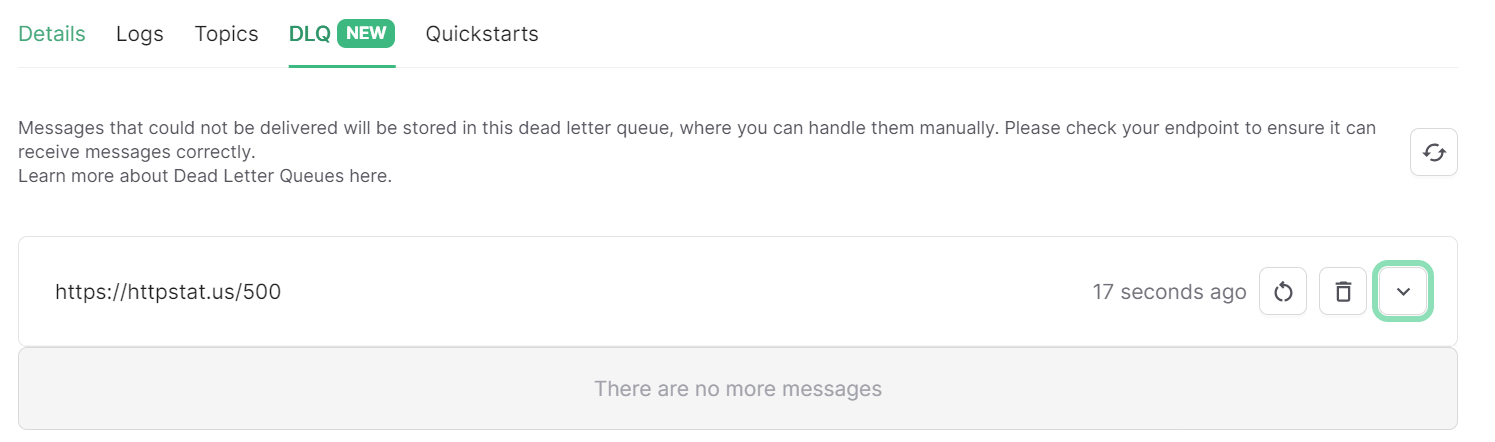 Details Logs Topics DLQ NEW Quickstarts
Messages that could not be delivered will be stored in this dead letter queue, where you can handle them manually. Please check your endpoint to ensure it can
receive messages correctly.
Learn more about Dead Letter Queues here.
https://httpstat.us/500 17 seconds ago
There are no more messages